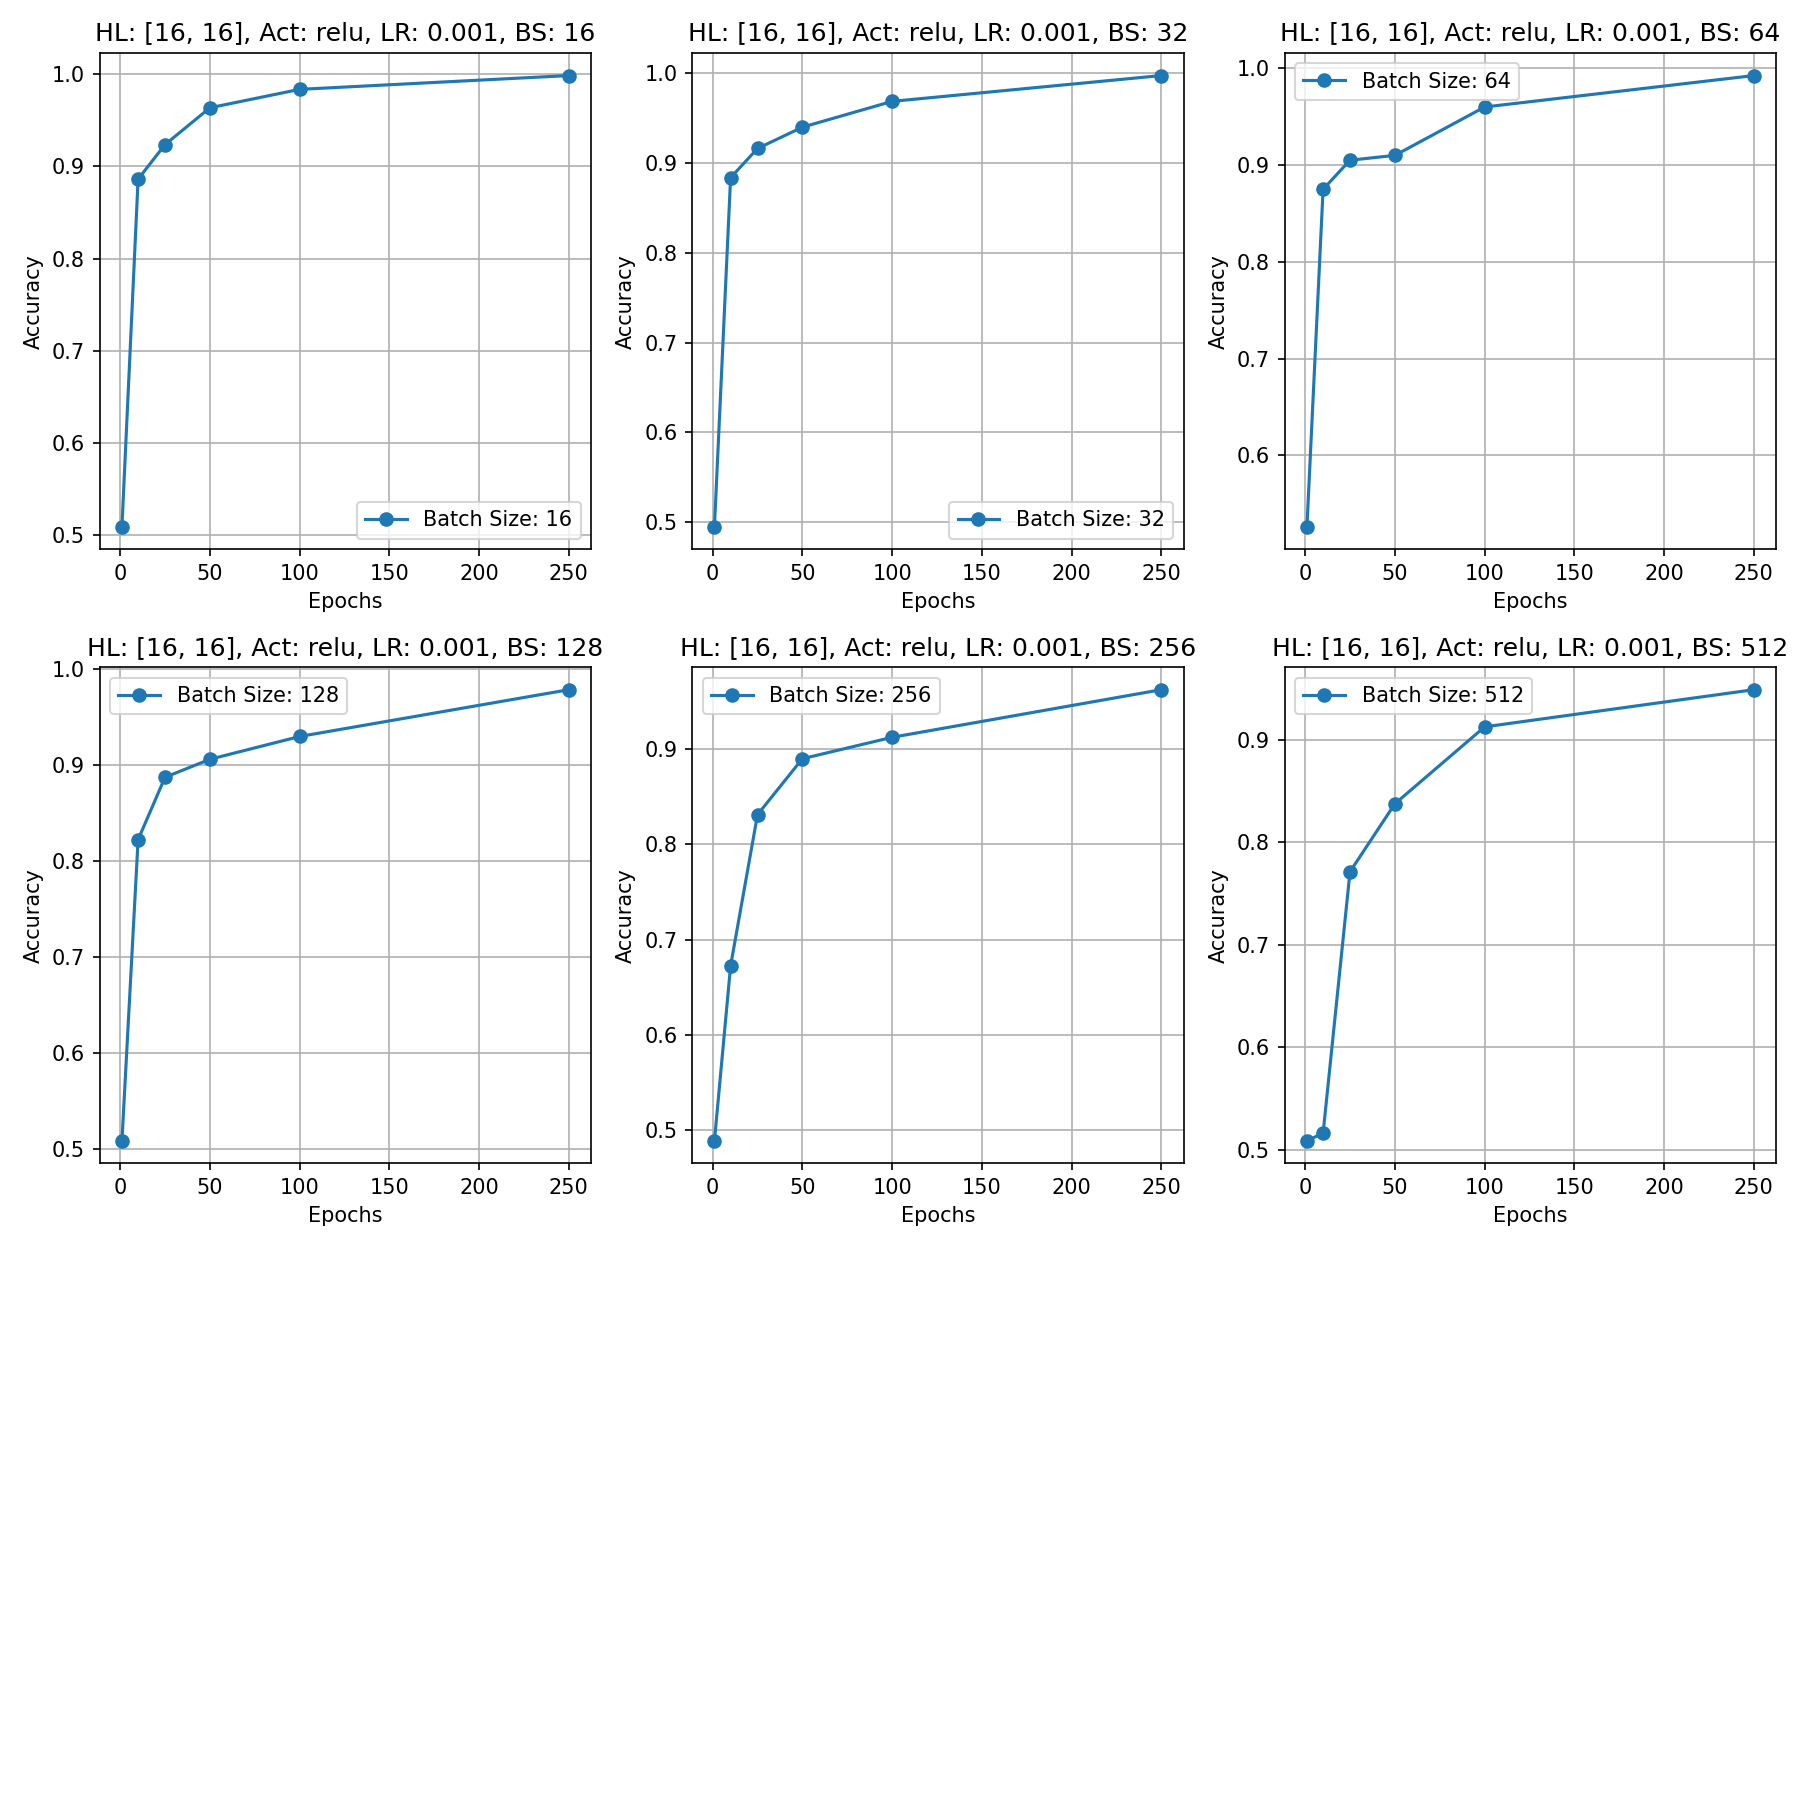 HL: [16, 16], Act: relu, LR: 0.001, BS: 16
1.0
0.9
0.8
0.7
0.6
0.5
Accuracy
Batch Size: 16
0 50 100 150 200 250
Epochs
HL: [16, 16], Act: relu, LR: 0.001, BS: 32
1.0
0.9
0.8
0.7
0.6
0.5
Accuracy
Batch Size: 32
0 50 100 150 200 250
Epochs
HL: [16, 16], Act: relu, LR: 0.001, BS: 64
Batch Size: 64
1.0
0.9
0.8
0.7
0.6
Accuracy
0 50 100 150 200 250
Epochs
HL: [16, 16], Act: relu, LR: 0.001, BS: 128
Batch Size: 128
1.0
0.9
0.8
0.7
0.6
0.5
Accuracy
0 50 100 150 200 250
Epochs
HL: [16, 16], Act: relu, LR: 0.001, BS: 256
Batch Size: 256
0.9
0.8
0.7
0.6
0.5
Accuracy
0 50 100 150 200 250
Epochs
HL: [16, 16], Act: relu, LR: 0.001, BS: 512
Batch Size: 512
0.9
0.8
0.7
0.6
0.5
Accuracy
0 50 100 150 200 250
Epochs